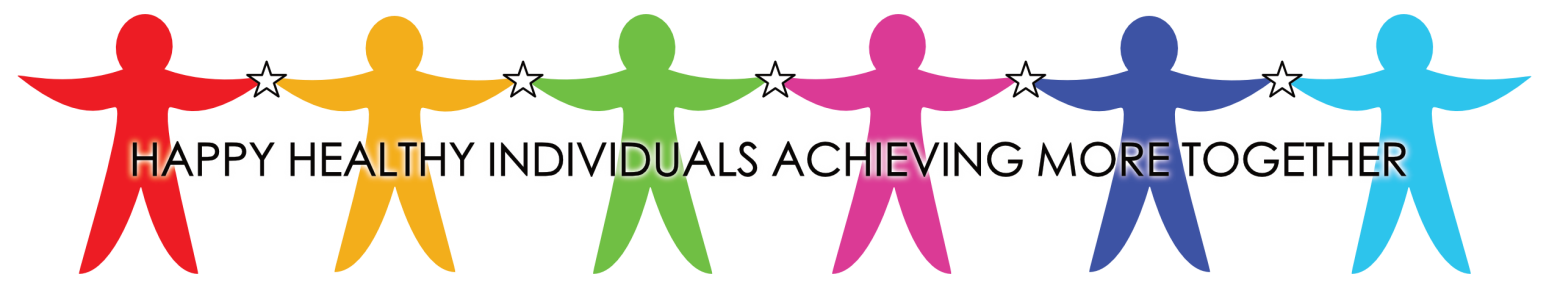 HAPPY HEALTHY INDIVIDUALS ACHIEVING MORE TOGETHER